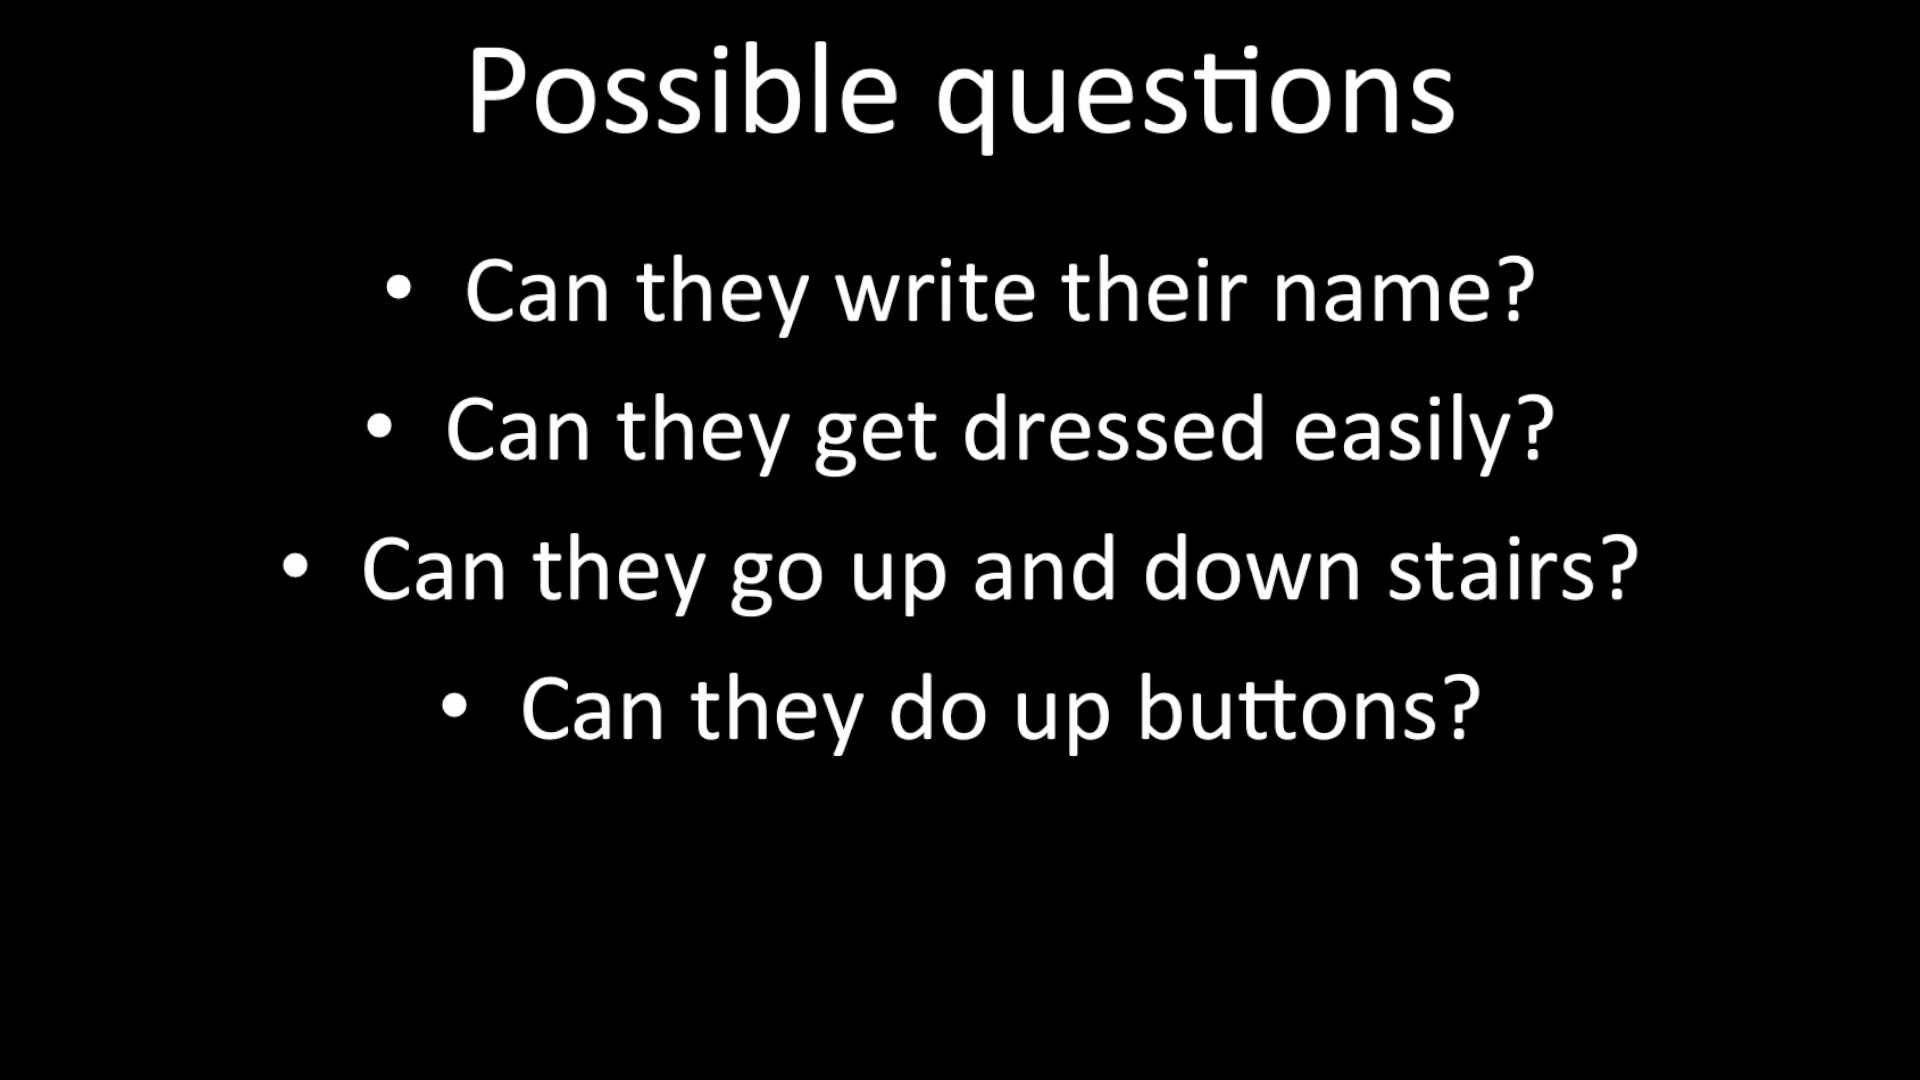 Possible questions
• Can they write their name?
• Can they get dressed easily?
• Can they go up and down stairs?
• Can they do up buttons?